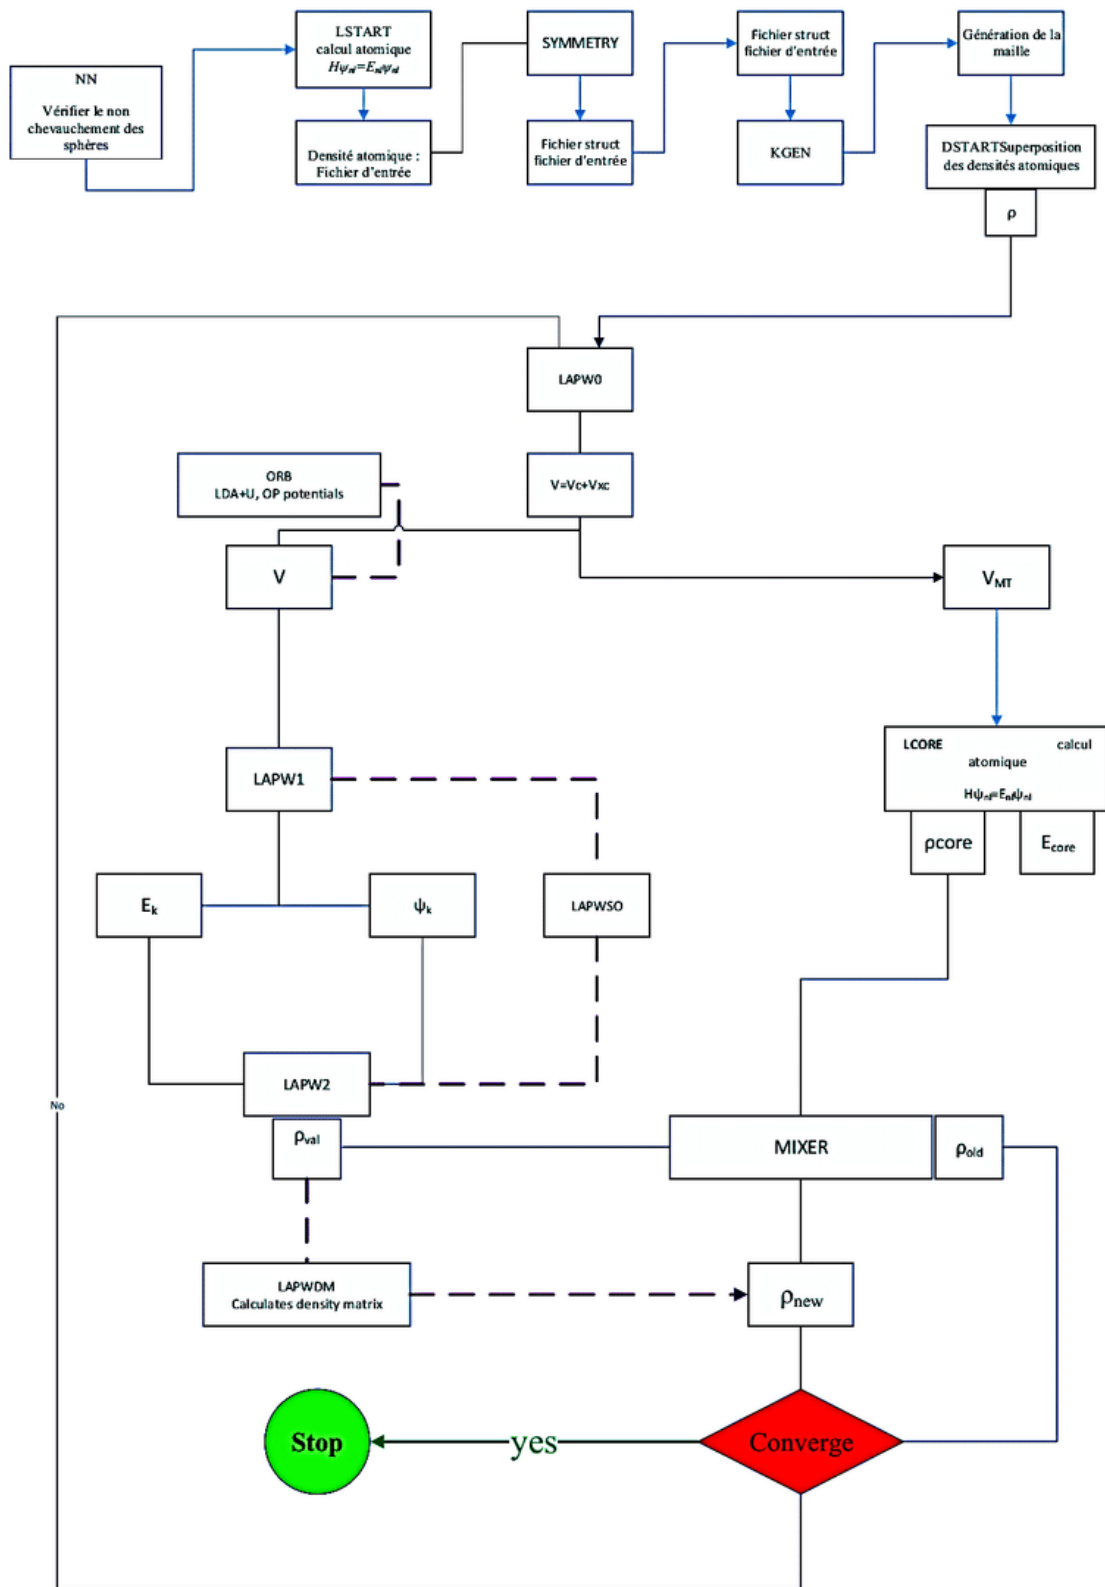 NN
Vérifier le non
chevauchement des
sphères
LSTART
calcul atomique
Hψnl=Enlψnl
Densité atomique :
Fichier d'entrée
SYMMETRY
Fichier struct
fichier d'entrée
Fichier struct
fichier d'entrée
KGEN
Génération de la
maille
DSTARTSuperposition
des densités atomiques
ρ
LAPW0
V=Vc+Vxc
ORB
LDA+U, OP potentials
V
VMT
LAPW1
LCORE calcul
atomique
Hψnl=Enlψnl
ρcore
Ecore
Ek
ψk
LAPWSO
LAPW2
ρval
No
MIXER
ρold
LAPWDM
Calculates density matrix
ρnew
Stop
yes
Converge